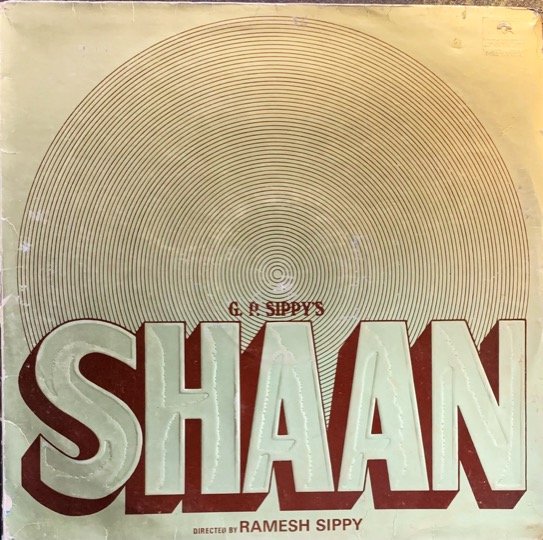 G. P. SIPPY'S
SHAAN
DIRECTED BY RAMESH SIPPY